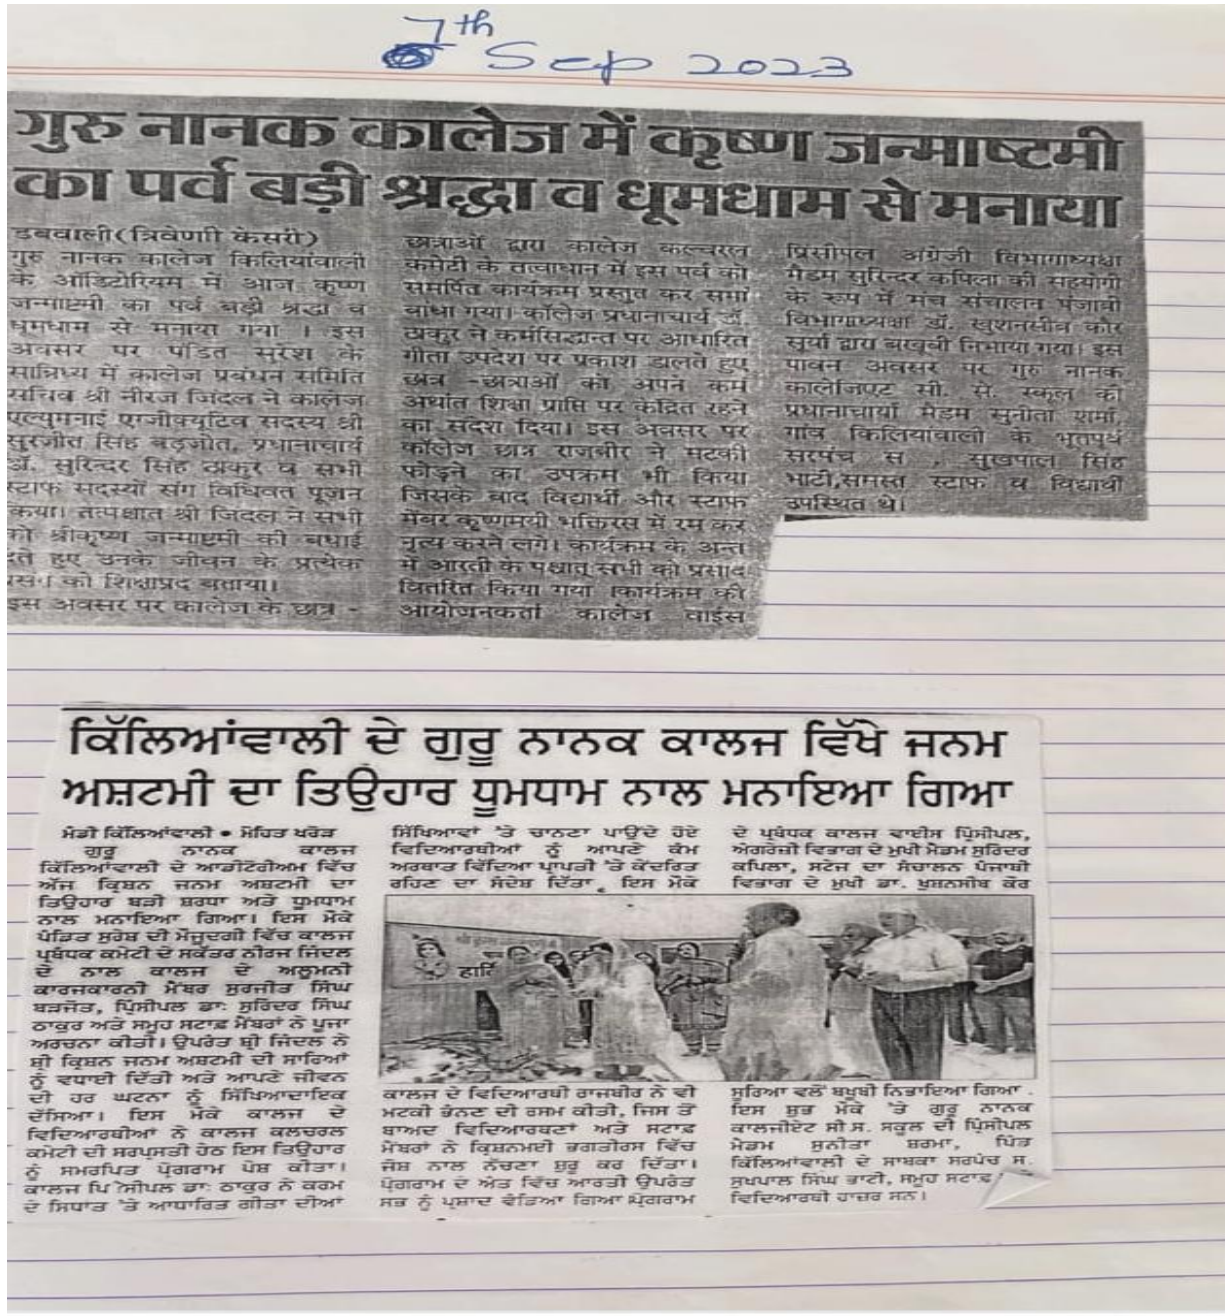 7th
Sep 2023
गुरु नानक कालेज में कृष्ण जन्माष्टमी
का पर्व बड़ी श्रद्धा व धूमधाम से मनाया
डबवाली(त्रिवेणी केसरी)
गुरु नानक कालेज किलियांवाली
के ऑडिटोरियम में आज कृष्ण
जन्माष्टमी का पर्व बड़ी श्रद्धा व
धूमधाम से मनाया गया । इस
अवसर पर पंडित सुरेश के
सान्निध्य में कालेज प्रबंधन समिति
सचिव श्री नीरज जिंदल ने कालेज
एल्युमनाई एग्जीक्यूटिव सदस्य श्री
सुरजीत सिंह बड़जोत, प्रधानाचार्य
डॉ. सुरिन्दर सिंह ठाकुर व सभी
स्टाफ सदस्यों संग विधिवत पूजन
किया। तत्पश्चात श्री जिंदल ने सभी
को श्रीकृष्ण जन्माष्टमी की बधाई
देते हुए उनके जीवन के प्रत्येक
प्रसंग को शिक्षाप्रद बताया।
इस अवसर पर कालेज के छात्र -
छात्राओं द्वारा कालेज कल्चरल
कमेटी के तत्वाधान में इस पर्व को
समर्पित कार्यक्रम प्रस्तुत कर समां
बांधा गया। कॉलेज प्रधानाचार्य डॉ.
ठाकुर ने कर्मसिद्धान्त पर आधारित
गीता उपदेश पर प्रकाश डालते हुए
छात्र -छात्राओं को अपने कर्म
अर्थात शिक्षा प्राप्ति पर केंद्रित रहने
का संदेश दिया। इस अवसर पर
कॉलेज छात्र राजबीर ने मटकी
फोड़ने का उपक्रम भी किया
जिसके बाद विद्यार्थी और स्टाफ
मेंबर कृष्णमयी भक्तिरस में रम कर
नृत्य करने लगे। कार्यक्रम के अन्त
में आरती के पश्चात् सभी को प्रसाद
वितरित किया गया ।कार्यक्रम की
आयोजनकर्ता कालेज वाईस
प्रिंसीपल अंग्रेजी विभागाध्यक्षा
मैडम सुरिन्दर कपिला की सहयोगी
के रूप में मंच संचालन पंजाबी
विभागाध्यक्षा डॉ. खुशनसीब कौर
सूर्या द्वारा बखूबी निभाया गया। इस
पावन अवसर पर गुरु नानक
कालेजिएट सी. से. स्कूल की
प्रधानाचार्या मैडम सुनीता शर्मा,
गांव किलियांवाली के भूतपूर्व
सरपंच स . सुखपाल सिंह
भाटी,समस्त स्टाफ व विद्यार्थी
उपस्थित थे।
ਕਿੱਲਿਆਂਵਾਲੀ ਦੇ ਗੁਰੂ ਨਾਨਕ ਕਾਲਜ ਵਿੱਖੇ ਜਨਮ
ਅਸ਼ਟਮੀ ਦਾ ਤਿਉਹਾਰ ਧੂਮਧਾਮ ਨਾਲ ਮਨਾਇਆ ਗਿਆ
ਮੰਡੀ ਕਿੱਲਿਆਂਵਾਲੀ • ਮੋਹਿਤ ਖਰੋੜ
ਗੁਰੂ ਨਾਨਕ ਕਾਲਜ
ਕਿੱਲਿਆਂਵਾਲੀ ਦੇ ਆਡੀਟੋਰੀਅਮ ਵਿੱਚ
ਅੱਜ ਕ੍ਰਿਸ਼ਨ ਜਨਮ ਅਸ਼ਟਮੀ ਦਾ
ਤਿਉਹਾਰ ਬੜੀ ਸ਼ਰਧਾ ਅਤੇ ਧੂਮਧਾਮ
ਨਾਲ ਮਨਾਇਆ ਗਿਆ। ਇਸ ਮੌਕੇ
ਪੰਡਿਤ ਸੁਰੇਸ਼ ਦੀ ਮੌਜੂਦਗੀ ਵਿੱਚ ਕਾਲਜ
ਪ੍ਰਬੰਧਕ ਕਮੇਟੀ ਦੇ ਸਕੱਤਰ ਨੀਰਜ ਜਿੰਦਲ
ਦੇ ਨਾਲ ਕਾਲਜ ਦੇ ਅਲੂਮਨੀ
ਕਾਰਜਕਾਰਨੀ ਮੈਂਬਰ ਸੁਰਜੀਤ ਸਿੰਘ
ਬੜਜੋਤ, ਪ੍ਰਿੰਸੀਪਲ ਡਾ: ਸੁਰਿੰਦਰ ਸਿੰਘ
ਠਾਕੁਰ ਅਤੇ ਸਮੂਹ ਸਟਾਫ਼ ਮੈਂਬਰਾਂ ਨੇ ਪੂਜਾ
ਅਰਚਨਾ ਕੀਤੀ। ਉਪਰੰਤ ਸ਼੍ਰੀ ਜਿੰਦਲ ਨੇ
ਸ਼੍ਰੀ ਕ੍ਰਿਸ਼ਨ ਜਨਮ ਅਸ਼ਟਮੀ ਦੀ ਸਾਰਿਆਂ
ਨੂੰ ਵਧਾਈ ਦਿੱਤੀ ਅਤੇ ਆਪਣੇ ਜੀਵਨ
ਦੀ ਹਰ ਘਟਨਾ ਨੂੰ ਸਿੱਖਿਆਦਾਇਕ
ਦੱਸਿਆ। ਇਸ ਮੌਕੇ ਕਾਲਜ ਦੇ
ਵਿਦਿਆਰਥੀਆਂ ਨੇ ਕਾਲਜ ਕਲਚਰਲ
ਕਮੇਟੀ ਦੀ ਸਰਪ੍ਰਸਤੀ ਹੇਠ ਇਸ ਤਿਉਹਾਰ
ਨੂੰ ਸਮਰਪਿਤ ਪ੍ਰੋਗਰਾਮ ਪੇਸ਼ ਕੀਤਾ।
ਕਾਲਜ ਪ੍ਰਿੰਸੀਪਲ ਡਾ: ਠਾਕੁਰ ਨੇ ਕਰਮ
ਦੇ ਸਿਧਾਂਤ 'ਤੇ ਆਧਾਰਿਤ ਗੀਤਾ ਦੀਆਂ
ਸਿੱਖਿਆਵਾਂ 'ਤੇ ਚਾਨਣਾ ਪਾਉਂਦੇ ਹੋਏ
ਵਿਦਿਆਰਥੀਆਂ ਨੂੰ ਆਪਣੇ ਕੰਮ
ਅਰਥਾਤ ਵਿੱਦਿਆ ਪ੍ਰਾਪਤੀ 'ਤੇ ਕੇਂਦਰਿਤ
ਰਹਿਣ ਦਾ ਸੰਦੇਸ਼ ਦਿੱਤਾ, ਇਸ ਮੌਕੇ
ਕਾਲਜ ਦੇ ਵਿਦਿਆਰਥੀ ਰਾਜਬੀਰ ਨੇ ਵੀ
ਮਟਕੀ ਭੰਨਣ ਦੀ ਰਸਮ ਕੀਤੀ, ਜਿਸ ਤੋਂ
ਬਾਅਦ ਵਿਦਿਆਰਥਣਾਂ ਅਤੇ ਸਟਾਫ਼
ਮੈਂਬਰਾਂ ਨੇ ਕ੍ਰਿਸ਼ਨਮਈ ਭਗਤੀਰਸ ਵਿੱਚ
ਜੋਸ਼ ਨਾਲ ਨੱਚਣਾ ਸ਼ੁਰੂ ਕਰ ਦਿੱਤਾ।
ਪ੍ਰੋਗਰਾਮ ਦੇ ਅੰਤ ਵਿੱਚ ਆਰਤੀ ਉਪਰੰਤ
ਸਭ ਨੂੰ ਪ੍ਰਸ਼ਾਦ ਵੰਡਿਆ ਗਿਆ ।ਪ੍ਰੋਗਰਾਮ
ਦੇ ਪ੍ਰਬੰਧਕ ਕਾਲਜ ਵਾਈਸ ਪ੍ਰਿੰਸੀਪਲ,
ਅੰਗਰੇਜ਼ੀ ਵਿਭਾਗ ਦੇ ਮੁਖੀ ਮੈਡਮ ਸੁਰਿੰਦਰ
ਕਪਿਲਾ, ਸਟੇਜ ਦਾ ਸੰਚਾਲਨ ਪੰਜਾਬੀ
ਵਿਭਾਗ ਦੇ ਮੁਖੀ ਡਾ. ਖੁਸ਼ਨਸੀਬ ਕੌਰ
ਸੂਰਿਆ ਵਲੋਂ ਬਖੂਬੀ ਨਿਭਾਇਆ ਗਿਆ .
ਇਸ ਸ਼ੁਭ ਮੌਕੇ 'ਤੇ ਗੁਰੂ ਨਾਨਕ
ਕਾਲਜੀਏਟ ਸੀ.ਸ. ਸਕੂਲ ਦੀ ਪ੍ਰਿੰਸੀਪਲ
ਮੈਡਮ ਸੁਨੀਤਾ ਸ਼ਰਮਾ, ਪਿੰਡ
ਕਿੱਲਿਆਂਵਾਲੀ ਦੇ ਸਾਬਕਾ ਸਰਪੰਚ ਸ.
ਸੁਖਪਾਲ ਸਿੰਘ ਭਾਟੀ, ਸਮੂਹ ਸਟਾਫ਼
ਵਿਦਿਆਰਥੀ ਹਾਜ਼ਰ ਸਨ।